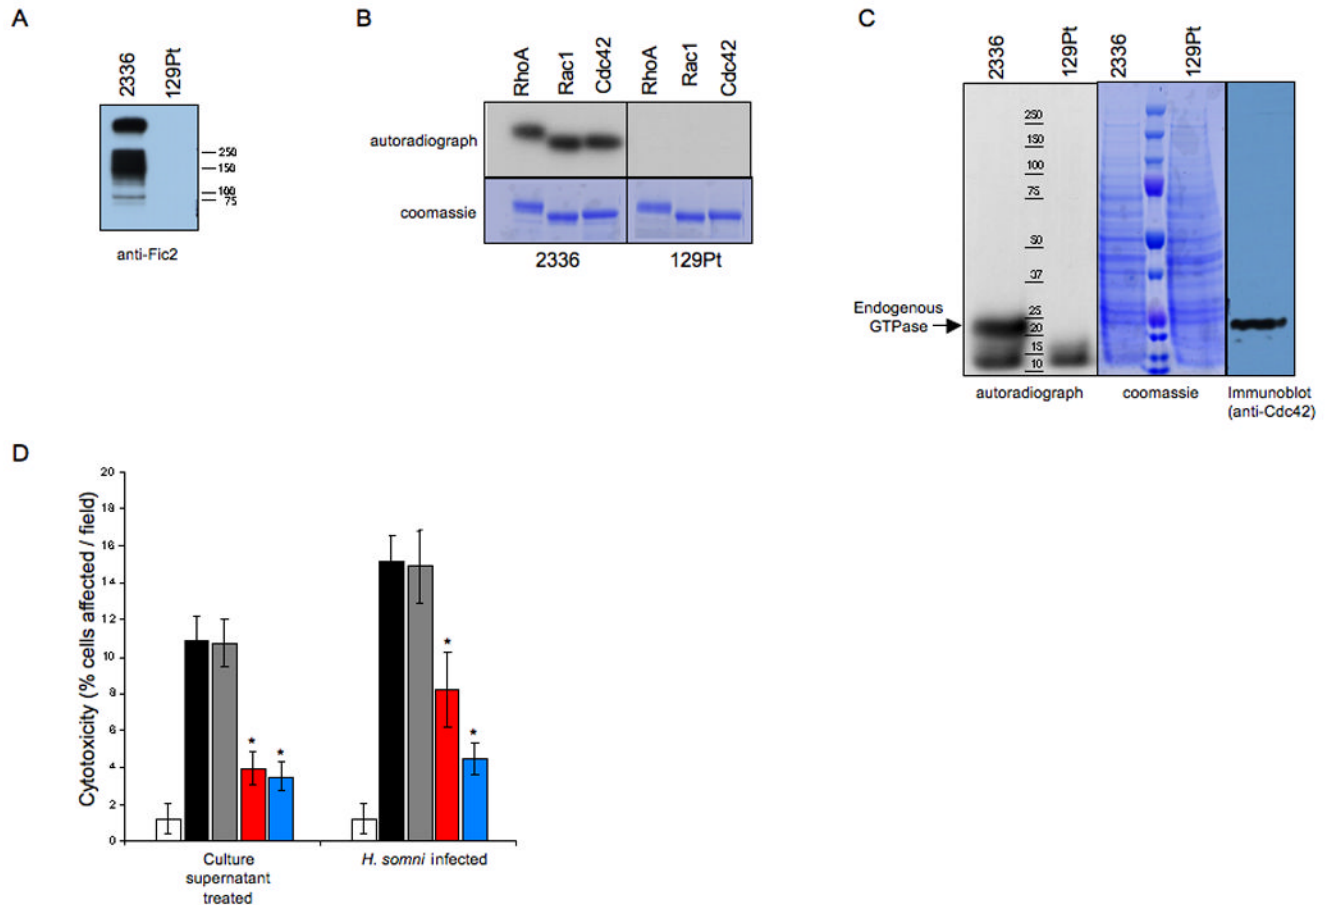 A
2336
129Pt
250
150
100
75
anti-Fic2
B
RhoA
Rac1
Cdc42
RhoA
Rac1
Cdc42
autoradiograph
coomassie
2336
129Pt
C
2336
129Pt
2336
129Pt
250
150
100
75
50
37
25
20
15
10
Endogenous
GTPase
autoradiograph
coomassie
Immunoblot
(anti-Cdc42)
D
Cytotoxicity (% cells affected / field)
20
18
16
14
12
10
8
6
4
2
0
* *
* *
Culture
supernatant
treated
H. somni infected